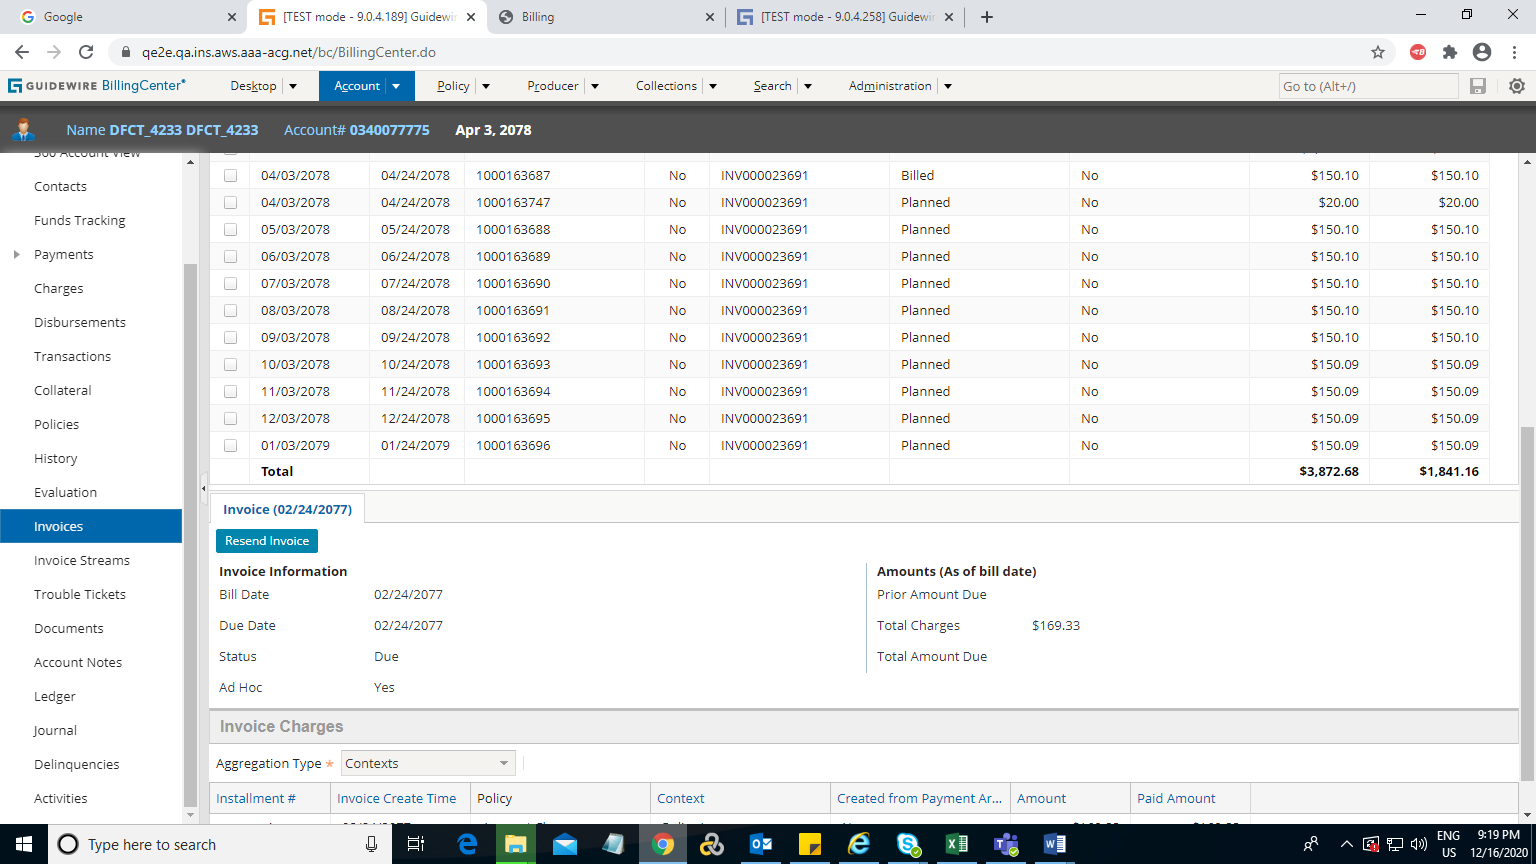 Google
[TEST mode - 9.0.4.189] Guidewir
Billing
[TEST mode - 9.0.4.258] Guidewir
qe2e.qa.ins.aws.aaa-acg.net/bc/BillingCenter.do
GUIDEWIRE BillingCenter
Desktop
Account
Policy
Producer
Collections
Search
Administration
Go to (Alt+/)
Name DFCT_4233 DFCT_4233 Account# 0340077775 Apr 3, 2078
360 Account View
Contacts
Funds Tracking
Payments
Charges
Disbursements
Transactions
Collateral
Policies
History
Evaluation
Invoices
Invoice Streams
Trouble Tickets
Documents
Account Notes
Ledger
Journal
Delinquencies
Activities
04/03/2078 04/24/2078 1000163687 No INV000023691 Billed No $150.10 $150.10
04/03/2078 04/24/2078 1000163747 No INV000023691 Planned No $20.00 $20.00
05/03/2078 05/24/2078 1000163688 No INV000023691 Planned No $150.10 $150.10
06/03/2078 06/24/2078 1000163689 No INV000023691 Planned No $150.10 $150.10
07/03/2078 07/24/2078 1000163690 No INV000023691 Planned No $150.10 $150.10
08/03/2078 08/24/2078 1000163691 No INV000023691 Planned No $150.10 $150.10
09/03/2078 09/24/2078 1000163692 No INV000023691 Planned No $150.10 $150.10
10/03/2078 10/24/2078 1000163693 No INV000023691 Planned No $150.09 $150.09
11/03/2078 11/24/2078 1000163694 No INV000023691 Planned No $150.09 $150.09
12/03/2078 12/24/2078 1000163695 No INV000023691 Planned No $150.09 $150.09
01/03/2079 01/24/2079 1000163696 No INV000023691 Planned No $150.09 $150.09
Total $3,872.68 $1,841.16
Invoice (02/24/2077)
Resend Invoice
Invoice Information
Bill Date 02/24/2077
Due Date 02/24/2077
Status Due
Ad Hoc Yes
Amounts (As of bill date)
Prior Amount Due
Total Charges $169.33
Total Amount Due
Invoice Charges
Aggregation Type * Contexts
Installment # Invoice Create Time Policy Context Created from Payment Ar... Amount Paid Amount
Type here to search
ENG
US
9:19 PM
12/16/2020